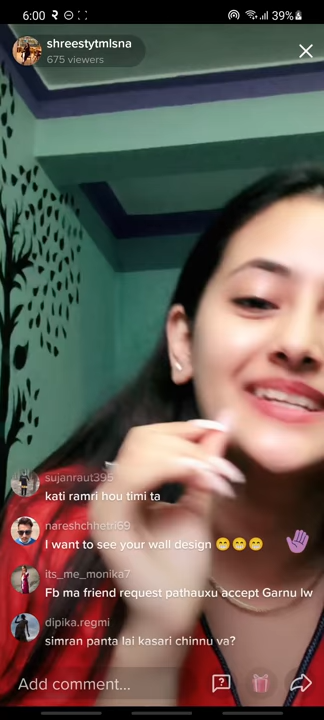 6:00 39%
shreestytmlsna
675 viewers
sujanraut395
kati ramri hou timi ta
nareshchhetri69
I want to see your wall design 😁😁😁
its_me_monika7
Fb ma friend request pathauxu accept Garnu lw
dipika.regmi
simran panta lai kasari chinnu va?
Add comment...